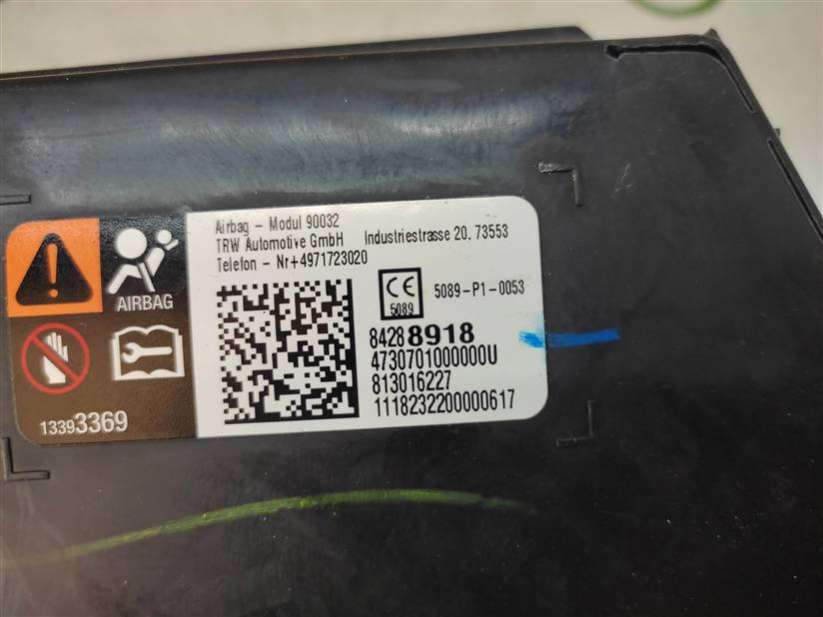 Airbag - Modul 90032
TRW Automotive GmbH Industriestrasse 20, 73553
Telefon - Nr+4971723020
AIRBAG
CE
5089
5089-P1-0053
84288918
4730701000000U
813016227
1118232200000617
13393369